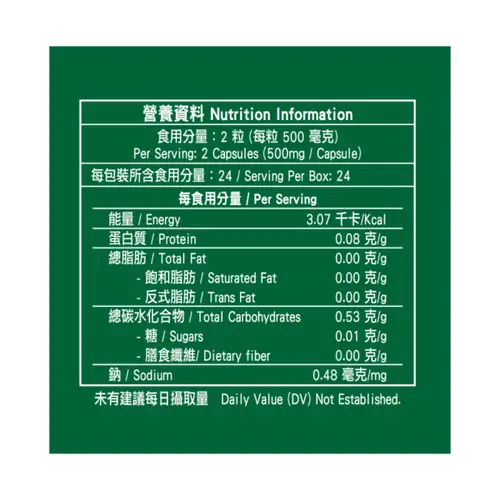 營養資料 Nutrition Information
食用分量：2 粒 (每粒 500 毫克)
Per Serving: 2 Capsules (500mg / Capsule)
每包裝所含食用分量：24 / Serving Per Box: 24
每食用分量 / Per Serving
能量 / Energy 3.07 千卡/Kcal
蛋白質 / Protein 0.08 克/g
總脂肪 / Total Fat 0.00 克/g
- 飽和脂肪 / Saturated Fat 0.00 克/g
- 反式脂肪 / Trans Fat 0.00 克/g
總碳水化合物 / Total Carbohydrates 0.53 克/g
- 糖 / Sugars 0.01 克/g
- 膳食纖維/ Dietary fiber 0.00 克/g
鈉 / Sodium 0.48 毫克/mg
未有建議每日攝取量 Daily Value (DV) Not Established.